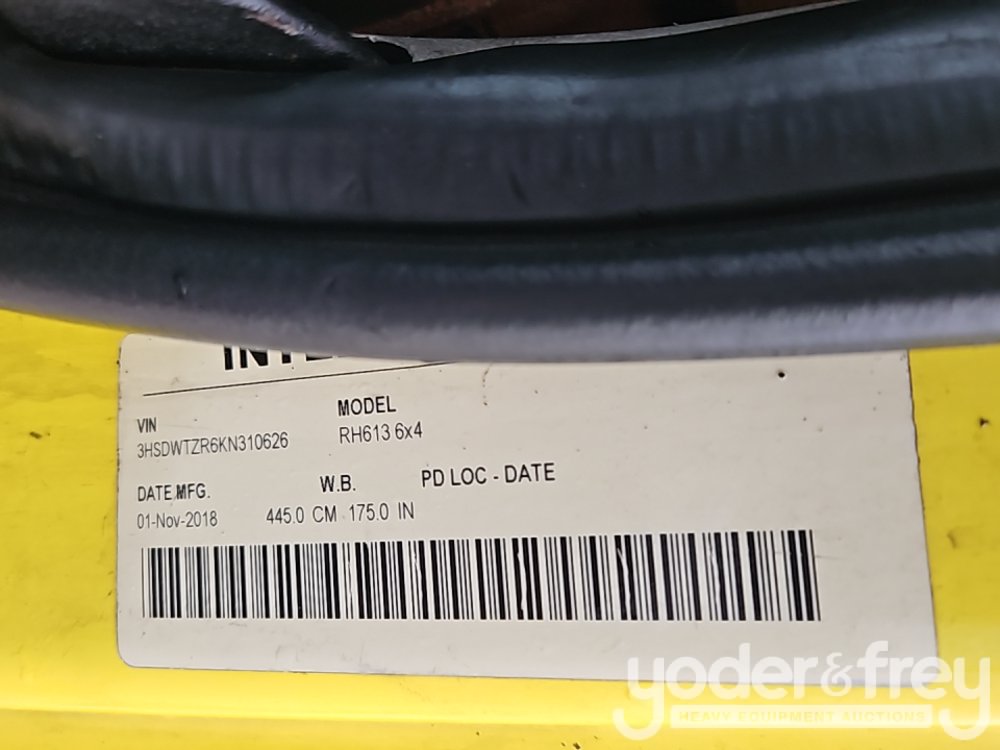 VIN
3HSDWTZR6KN310626
MODEL
RH613 6x4
DATE MFG.
01-Nov-2018
W.B.
445.0 CM 175.0 IN
PD LOC - DATE
yoder&frey
HEAVY EQUIPMENT AUCTIONS